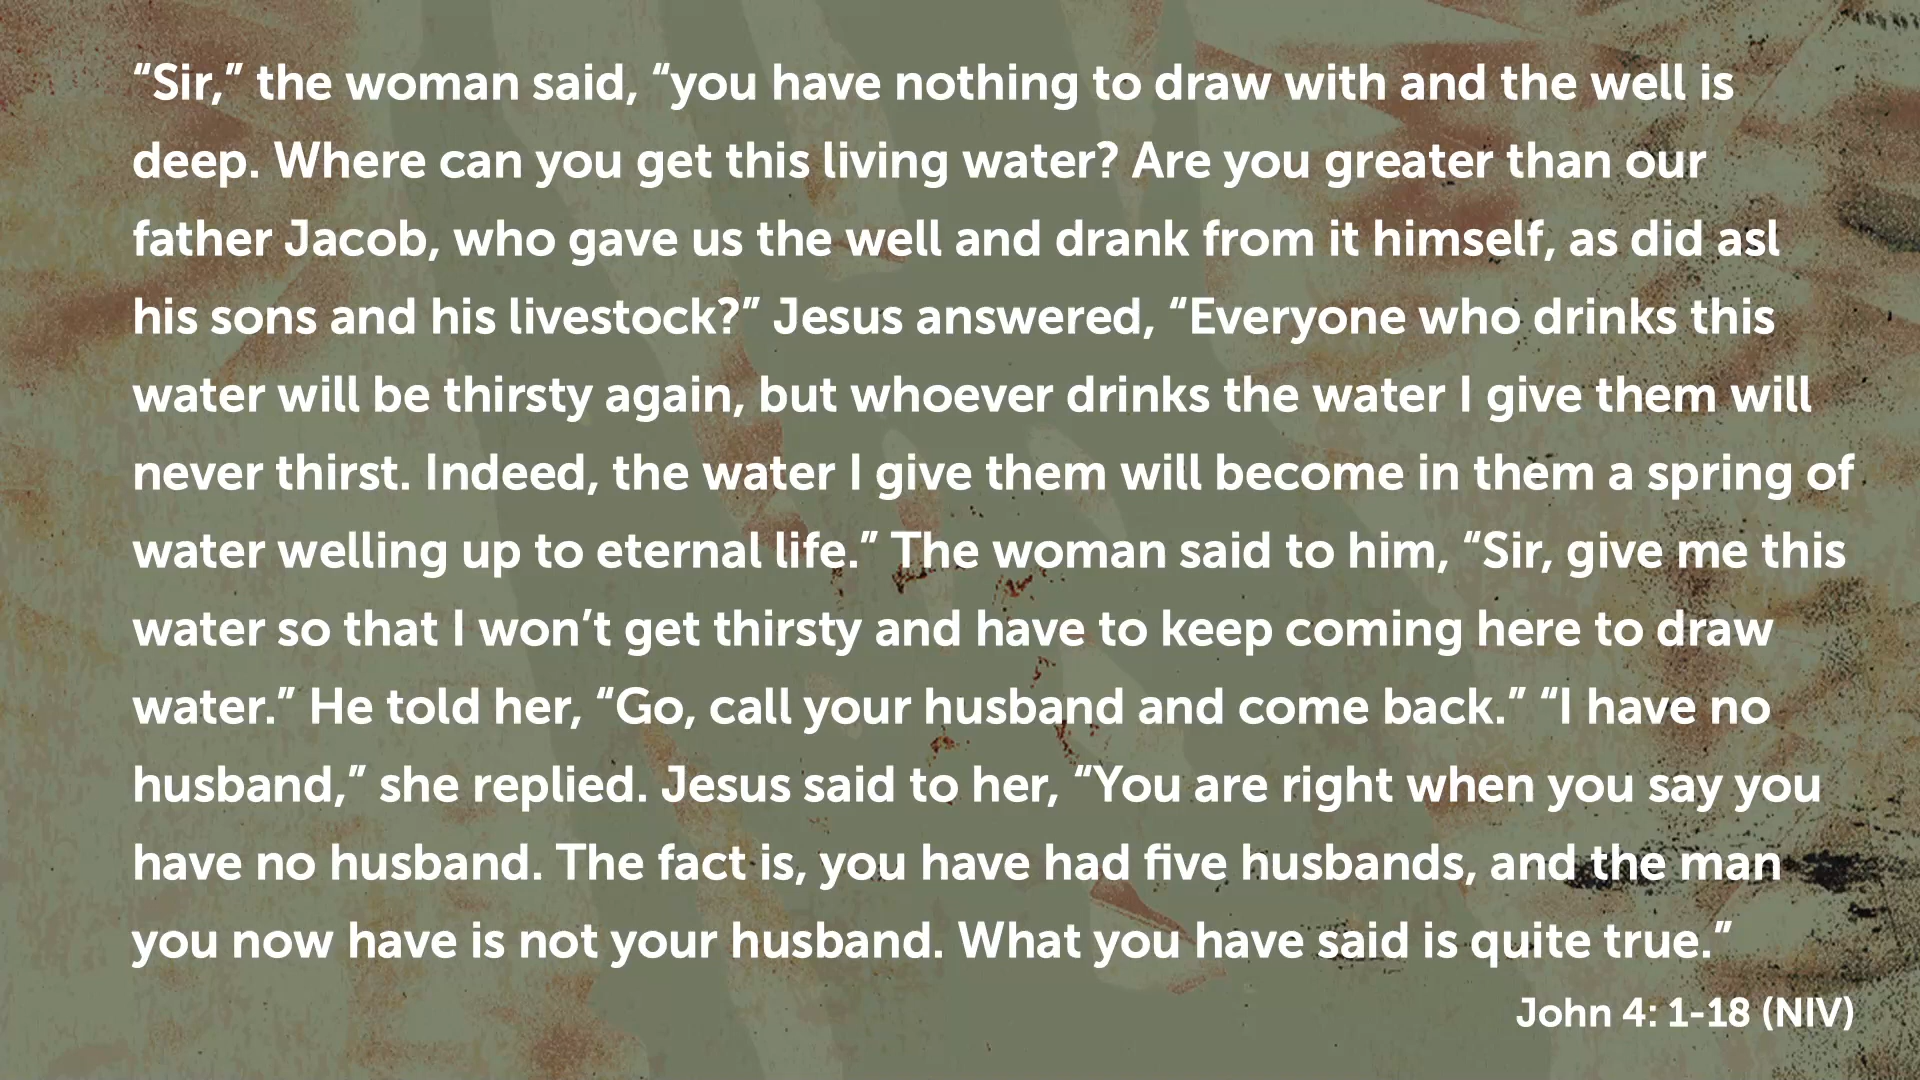 “Sir,” the woman said, “you have nothing to draw with and the well is
deep. Where can you get this living water? Are you greater than our
father Jacob, who gave us the well and drank from it himself, as did asl
his sons and his livestock?” Jesus answered, “Everyone who drinks this
water will be thirsty again, but whoever drinks the water I give them will
never thirst. Indeed, the water I give them will become in them a spring of
water welling up to eternal life.” The woman said to him, “Sir, give me this
water so that I won’t get thirsty and have to keep coming here to draw
water.” He told her, “Go, call your husband and come back.” “I have no
husband,” she replied. Jesus said to her, “You are right when you say you
have no husband. The fact is, you have had five husbands, and the man
you now have is not your husband. What you have said is quite true.”
John 4: 1-18 (NIV)